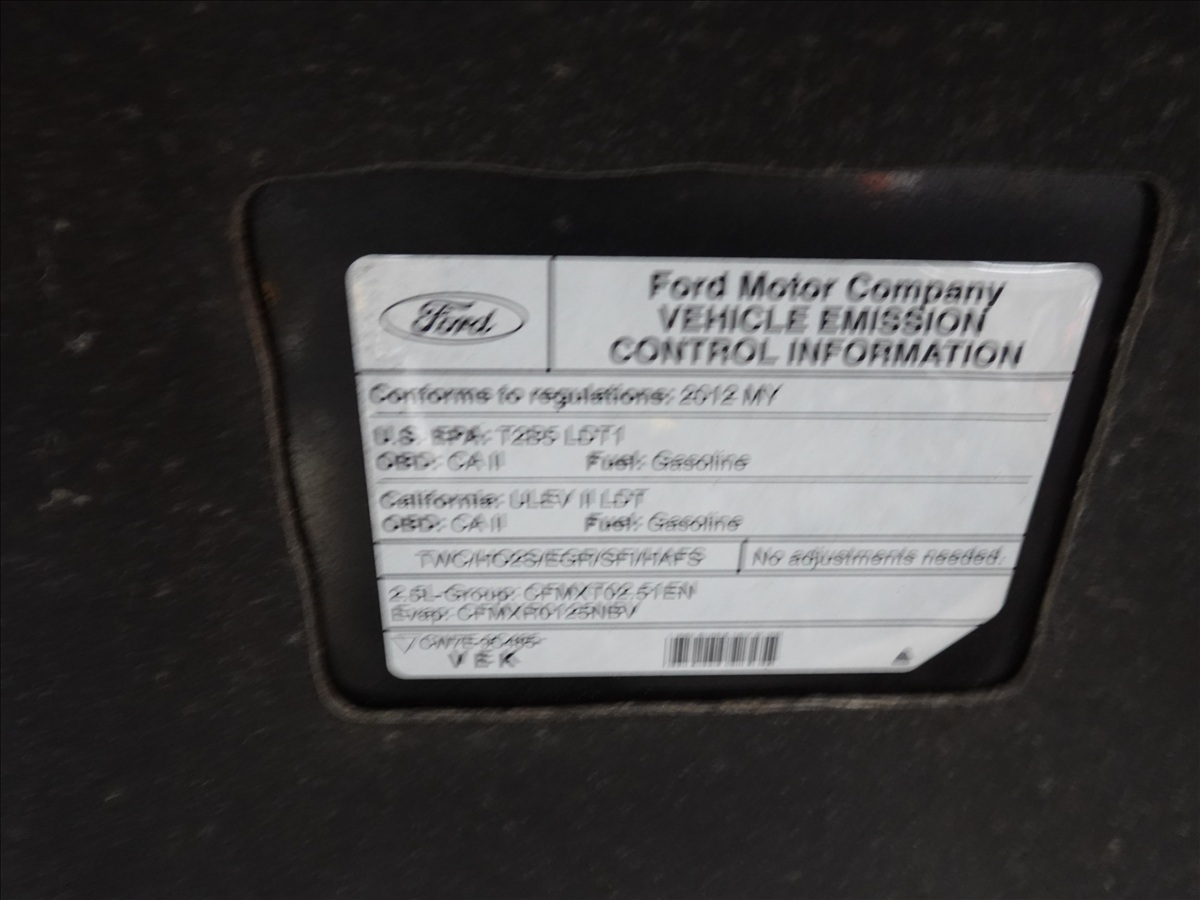 Ford
Ford Motor Company
VEHICLE EMISSION
CONTROL INFORMATION
Conforms to regulations: 2012 MY
U.S. EPA: T2B5 LDT1
OBD: CA II Fuel: Gasoline
California: ULEV II LDT
OBD: CA II Fuel: Gasoline
TWC/HO2S/EGR/SFI/HAFS No adjustments needed.
2.5L-Group: CFMXT02.51EN
Evap: CFMXR0125NBV
V E K